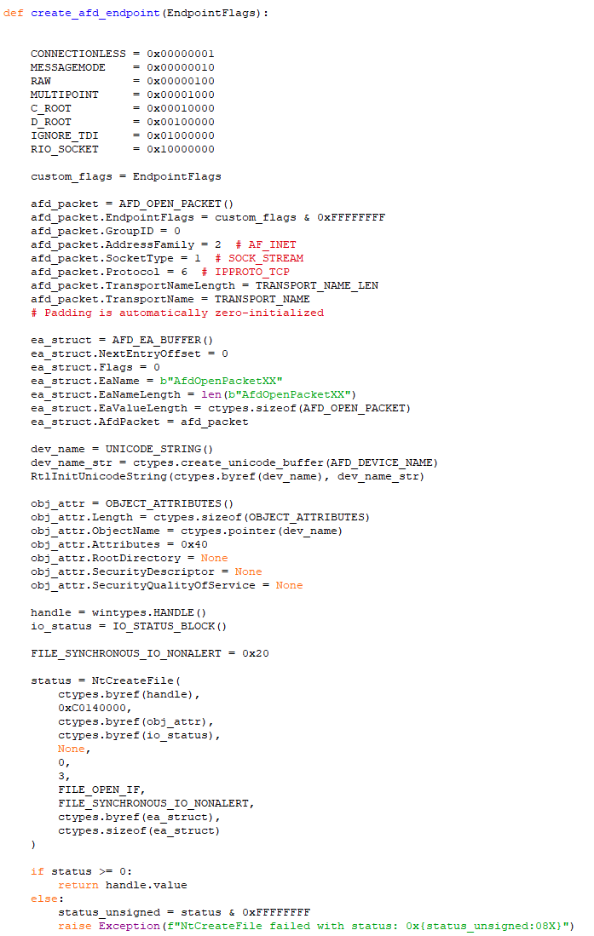 def create_afd_endpoint(EndpointFlags):
CONNECTIONLESS = 0x00000001
MESSAGEMODE    = 0x00000010
RAW            = 0x00000100
MULTIPOINT     = 0x00001000
C_ROOT         = 0x00010000
D_ROOT         = 0x00100000
IGNORE_TDI     = 0x01000000
RIO_SOCKET     = 0x10000000
custom_flags = EndpointFlags
afd_packet = AFD_OPEN_PACKET()
afd_packet.EndpointFlags = custom_flags & 0xFFFFFFFF
afd_packet.GroupID = 0
afd_packet.AddressFamily = 2  # AF_INET
afd_packet.SocketType = 1  # SOCK_STREAM
afd_packet.Protocol = 6  # IPPROTO_TCP
afd_packet.TransportNameLength = TRANSPORT_NAME_LEN
afd_packet.TransportName = TRANSPORT_NAME
# Padding is automatically zero-initialized
ea_struct = AFD_EA_BUFFER()
ea_struct.NextEntryOffset = 0
ea_struct.Flags = 0
ea_struct.EaName = b"AfdOpenPacketXX"
ea_struct.EaNameLength = len(b"AfdOpenPacketXX")
ea_struct.EaValueLength = ctypes.sizeof(AFD_OPEN_PACKET)
ea_struct.AfdPacket = afd_packet
dev_name = UNICODE_STRING()
dev_name_str = ctypes.create_unicode_buffer(AFD_DEVICE_NAME)
RtlInitUnicodeString(ctypes.byref(dev_name), dev_name_str)
obj_attr = OBJECT_ATTRIBUTES()
obj_attr.Length = ctypes.sizeof(OBJECT_ATTRIBUTES)
obj_attr.ObjectName = ctypes.pointer(dev_name)
obj_attr.Attributes = 0x40
obj_attr.RootDirectory = None
obj_attr.SecurityDescriptor = None
obj_attr.SecurityQualityOfService = None
handle = wintypes.HANDLE()
io_status = IO_STATUS_BLOCK()
FILE_SYNCHRONOUS_IO_NONALERT = 0x20
status = NtCreateFile(
ctypes.byref(handle),
0xC0140000,
ctypes.byref(obj_attr),
ctypes.byref(io_status),
None,
0,
3,
FILE_OPEN_IF,
FILE_SYNCHRONOUS_IO_NONALERT,
ctypes.byref(ea_struct),
ctypes.sizeof(ea_struct)
)
if status >= 0:
return handle.value
else:
status_unsigned = status & 0xFFFFFFFF
raise Exception(f"NtCreateFile failed with status: 0x{status_unsigned:08X}")